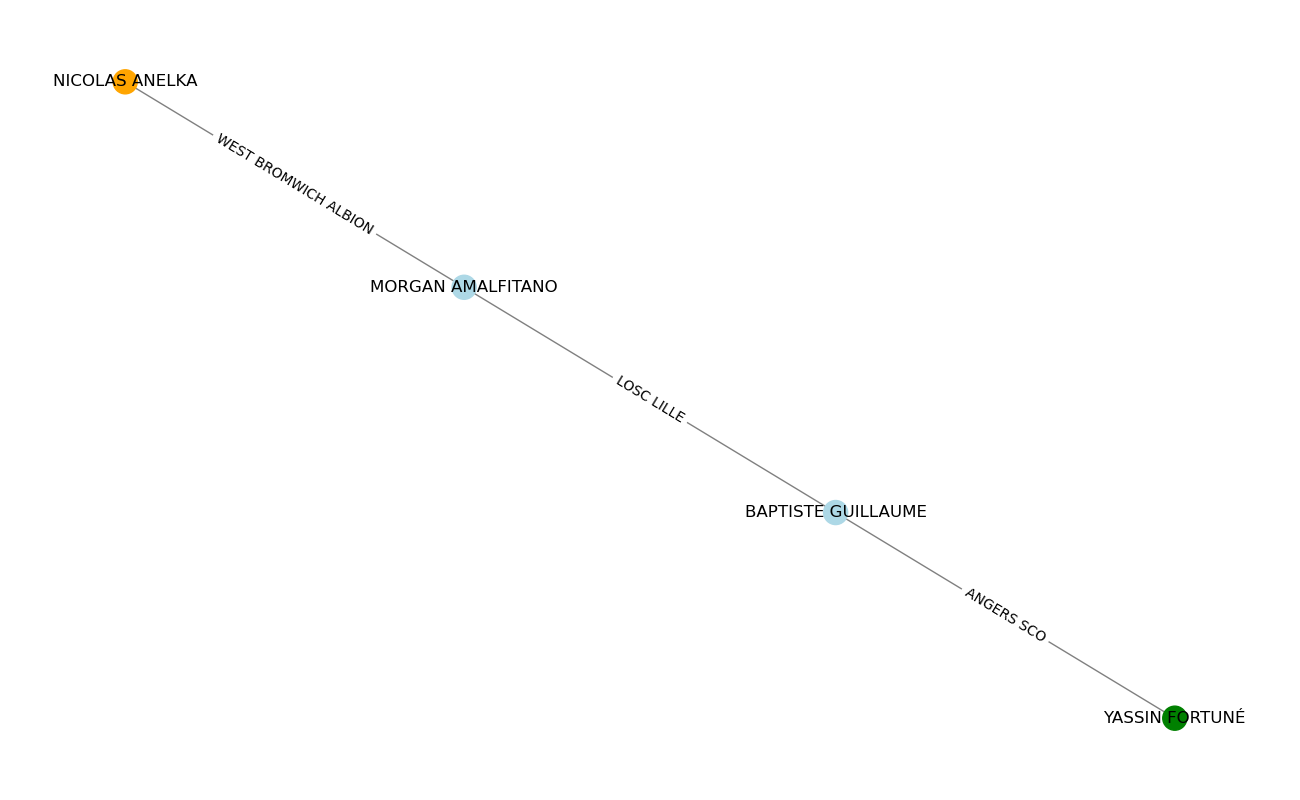 NICOLAS ANELKA
WEST BROMWICH ALBION
MORGAN AMALFITANO
LOSC LILLE
BAPTISTE GUILLAUME
ANGERS SCO
YASSIN FORTUNÉ